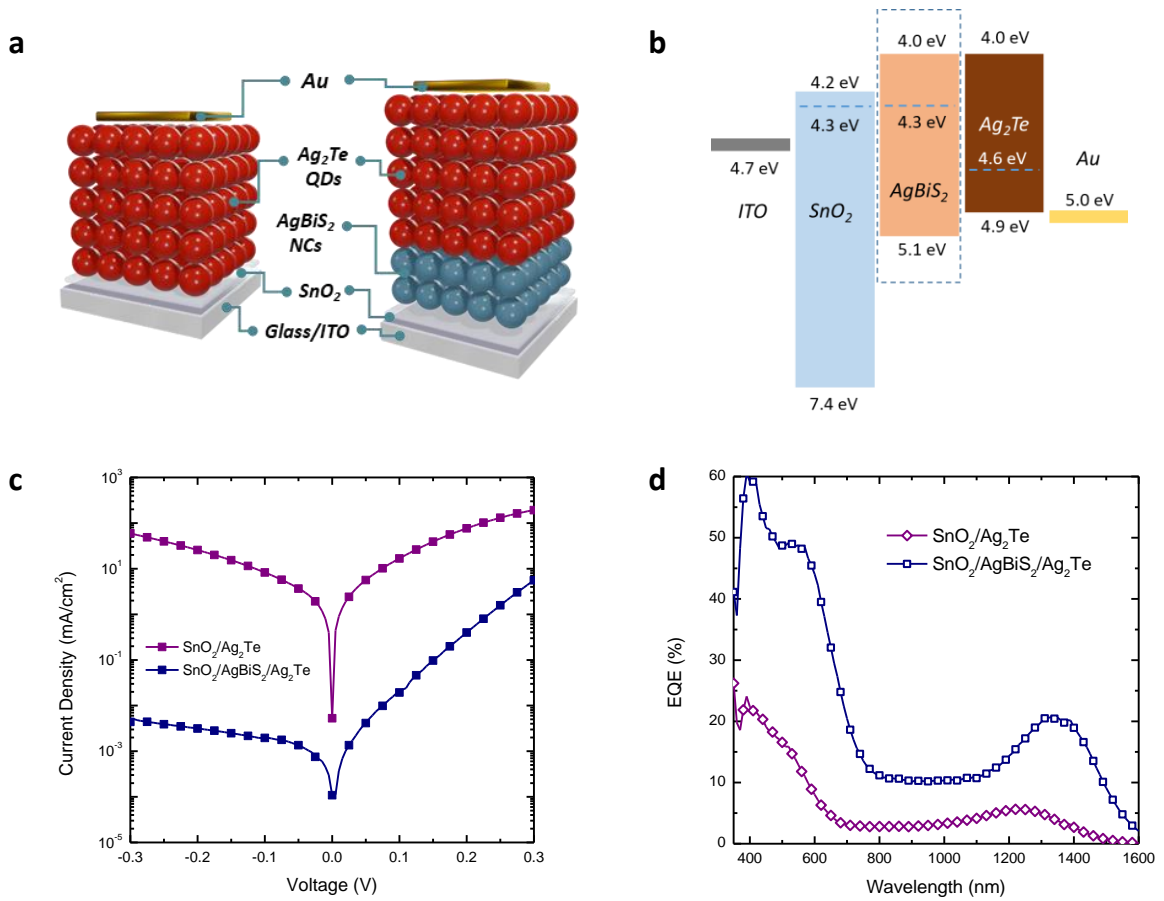 a
Au
Ag₂Te
QDs
AgBiS₂
NCs
SnO₂
Glass/ITO
b
4.0 eV
4.0 eV
4.2 eV
4.3 eV
4.3 eV
Ag₂Te
4.7 eV
4.6 eV
Au
ITO
SnO₂
AgBiS₂
5.0 eV
4.9 eV
5.1 eV
7.4 eV
c
10³
10¹
10⁻¹
10⁻³
10⁻⁵
Current Density (mA/cm²)
SnO₂/Ag₂Te
SnO₂/AgBiS₂/Ag₂Te
-0.3 -0.2 -0.1 0.0 0.1 0.2 0.3
Voltage (V)
d
60
50
40
30
20
10
0
EQE (%)
SnO₂/Ag₂Te
SnO₂/AgBiS₂/Ag₂Te
400 600 800 1000 1200 1400 1600
Wavelength (nm)